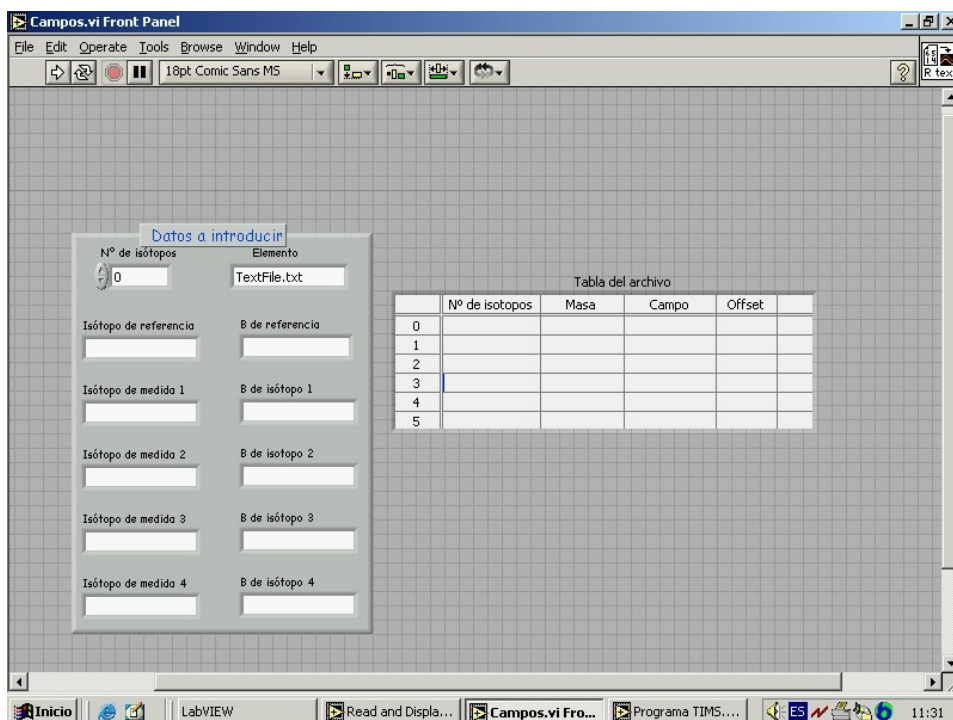 Campos.vi Front Panel
File Edit Operate Tools Browse Window Help
18pt Comic Sans MS
R tex
Datos a introducir
Nº de isótopos Elemento
0 TextFile.txt
Isótopo de referencia B de referencia
Isótopo de medida 1 B de isótopo 1
Isótopo de medida 2 B de isotopo 2
Isótopo de medida 3 B de isótopo 3
Isótopo de medida 4 B de isótopo 4
Tabla del archivo
Nº de isotopos Masa Campo Offset
0
1
2
3
4
5
Inicio LabVIEW Read and Displa... Campos.vi Fro... Programa TIMS.... ES 11:31